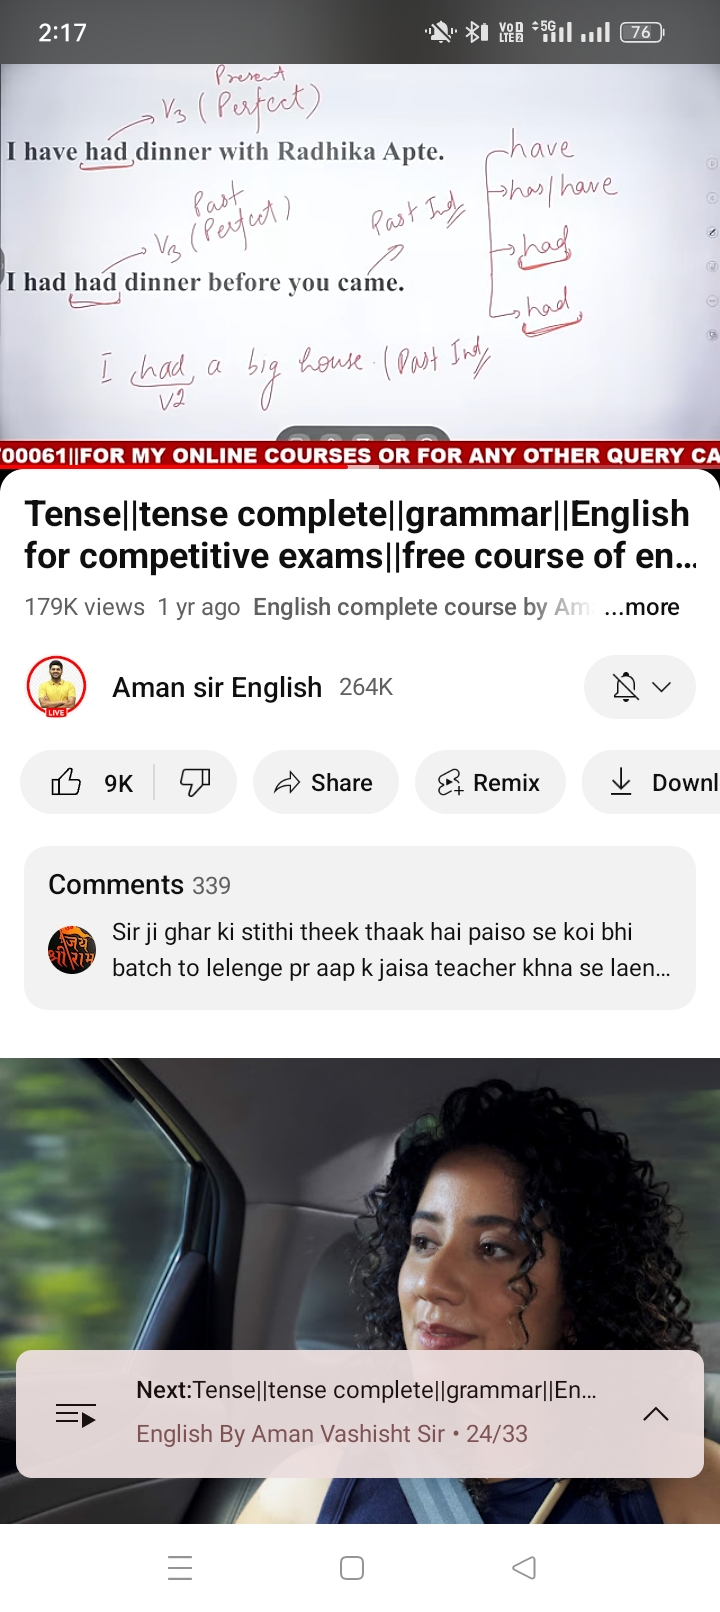 2:17
VoD LTE2 5G 76
Present
V3 (Perfect)
I have had dinner with Radhika Apte.
have
has/have
had
had
Past
V3 (Perfect)
Past Ind
I had had dinner before you came.
I had a big house. (Past Ind
V2
00061||FOR MY ONLINE COURSES OR FOR ANY OTHER QUERY CA
Tense||tense complete||grammar||English
for competitive exams||free course of en...
179K views 1 yr ago English complete course by Am ...more
LIVE
Aman sir English 264K
9K Share Remix Downl
Comments 339
Sir ji ghar ki stithi theek thaak hai paiso se koi bhi
batch to lelenge pr aap k jaisa teacher khna se laen...
जय
श्री राम
Next:Tense||tense complete||grammar||En...
English By Aman Vashisht Sir • 24/33